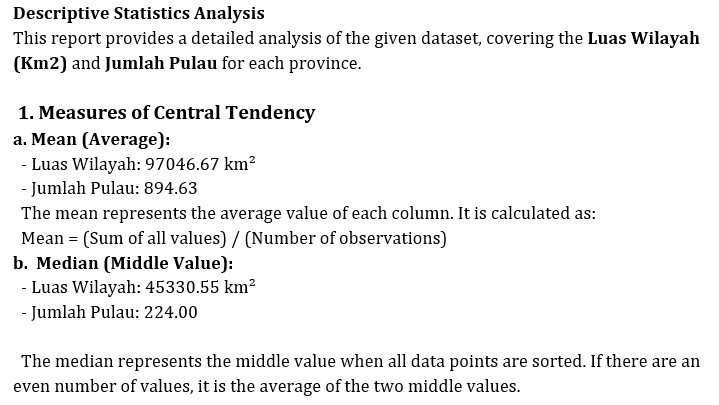 Descriptive Statistics Analysis
This report provides a detailed analysis of the given dataset, covering the Luas Wilayah
(Km2) and Jumlah Pulau for each province.
1. Measures of Central Tendency
a. Mean (Average):
- Luas Wilayah: 97046.67 km²
- Jumlah Pulau: 894.63
The mean represents the average value of each column. It is calculated as:
Mean = (Sum of all values) / (Number of observations)
b. Median (Middle Value):
- Luas Wilayah: 45330.55 km²
- Jumlah Pulau: 224.00
The median represents the middle value when all data points are sorted. If there are an
even number of values, it is the average of the two middle values.